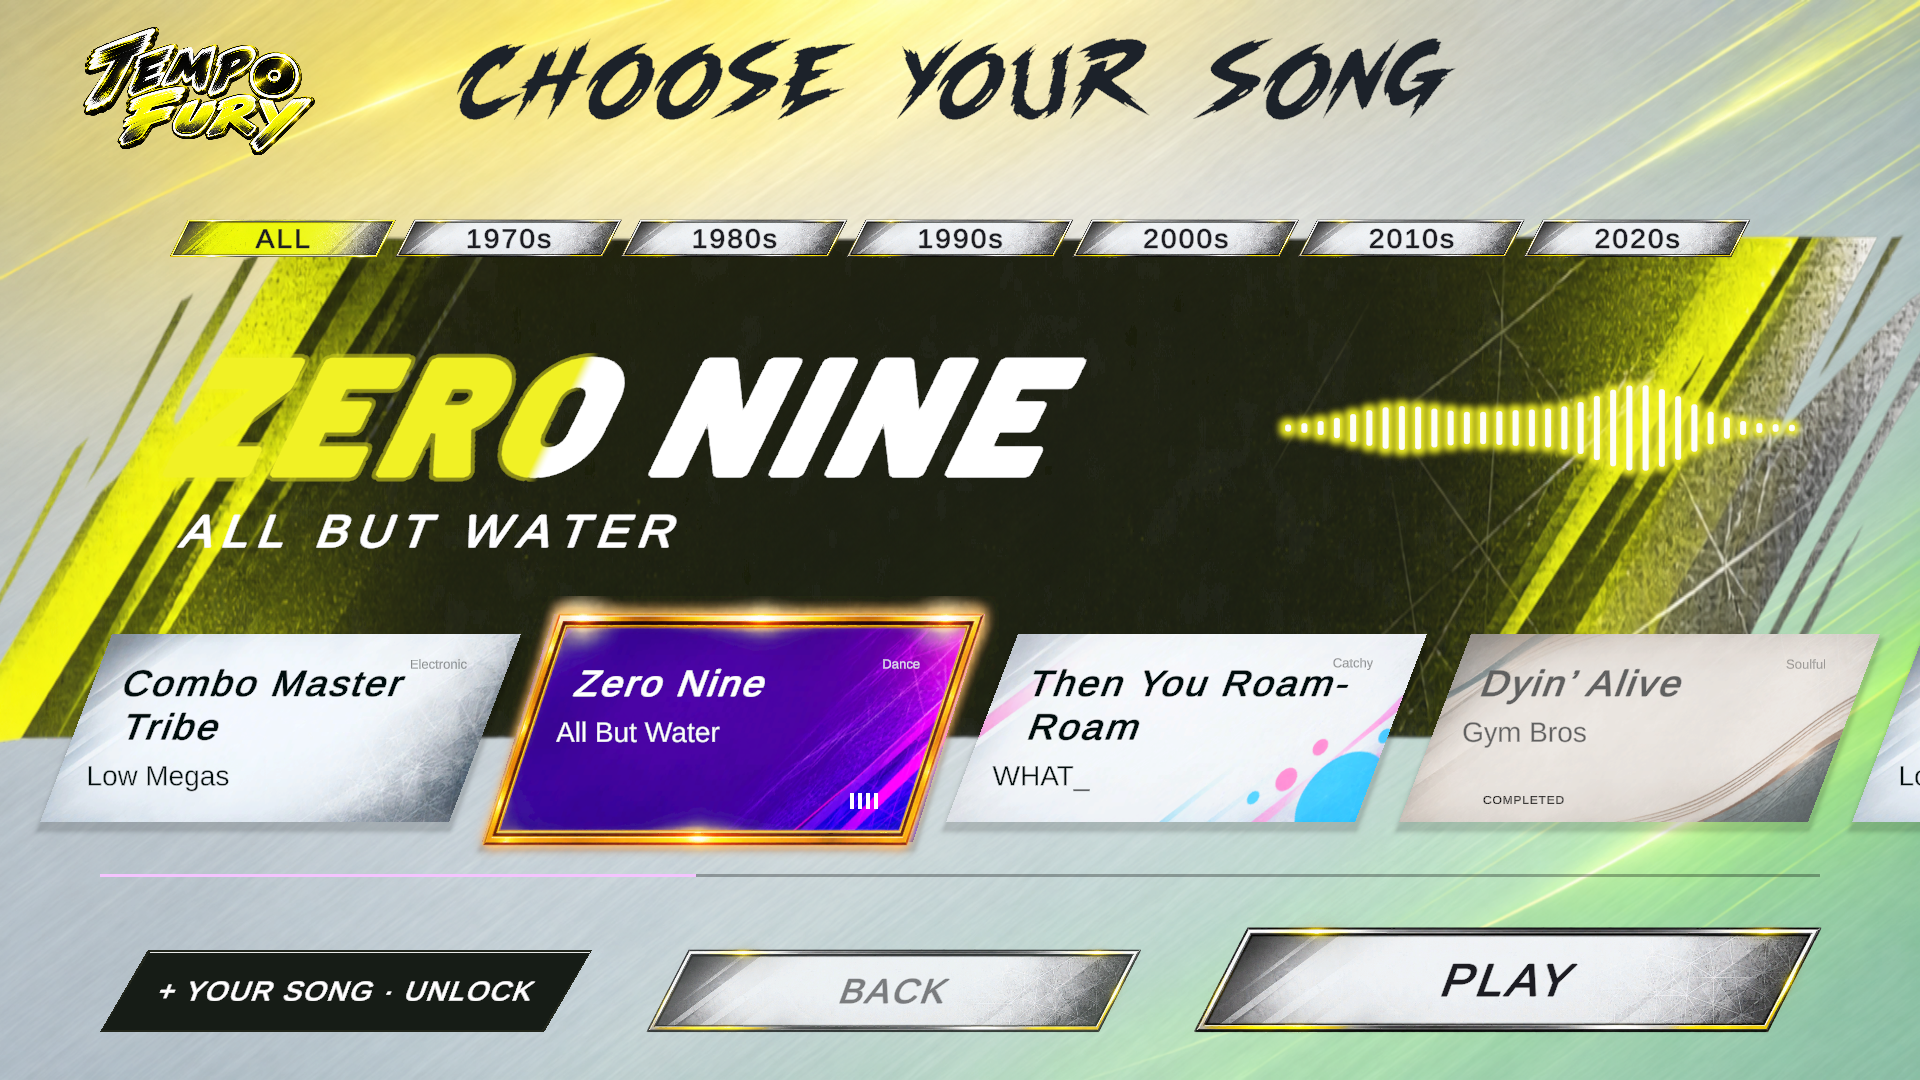 TEMPO
FURY
CHOOSE YOUR SONG
ALL
1970s
1980s
1990s
2000s
2010s
2020s
ZERO NINE
ALL BUT WATER
Combo Master
Tribe
Electronic
Low Megas
Zero Nine
Dance
All But Water
Then You Roam-
Roam
Catchy
WHAT_
Dyin’ Alive
Soulful
Gym Bros
COMPLETED
+ YOUR SONG · UNLOCK
BACK
PLAY